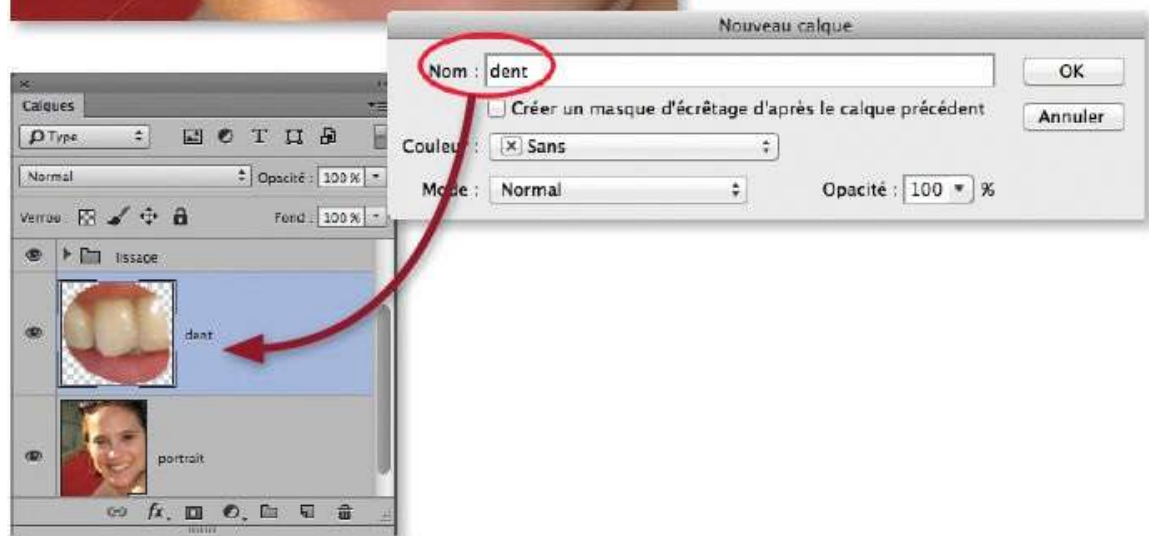 Nouveau calque
Nom : dent
OK
Créer un masque d'écrêtage d'après le calque précédent
Annuler
Couleur : Sans
Mode : Normal
Opacité : 100 %
Calques
Type
T
Normal
Opacité : 100 %
Verrou
Fond : 100 %
lissage
dent
portrait
fx